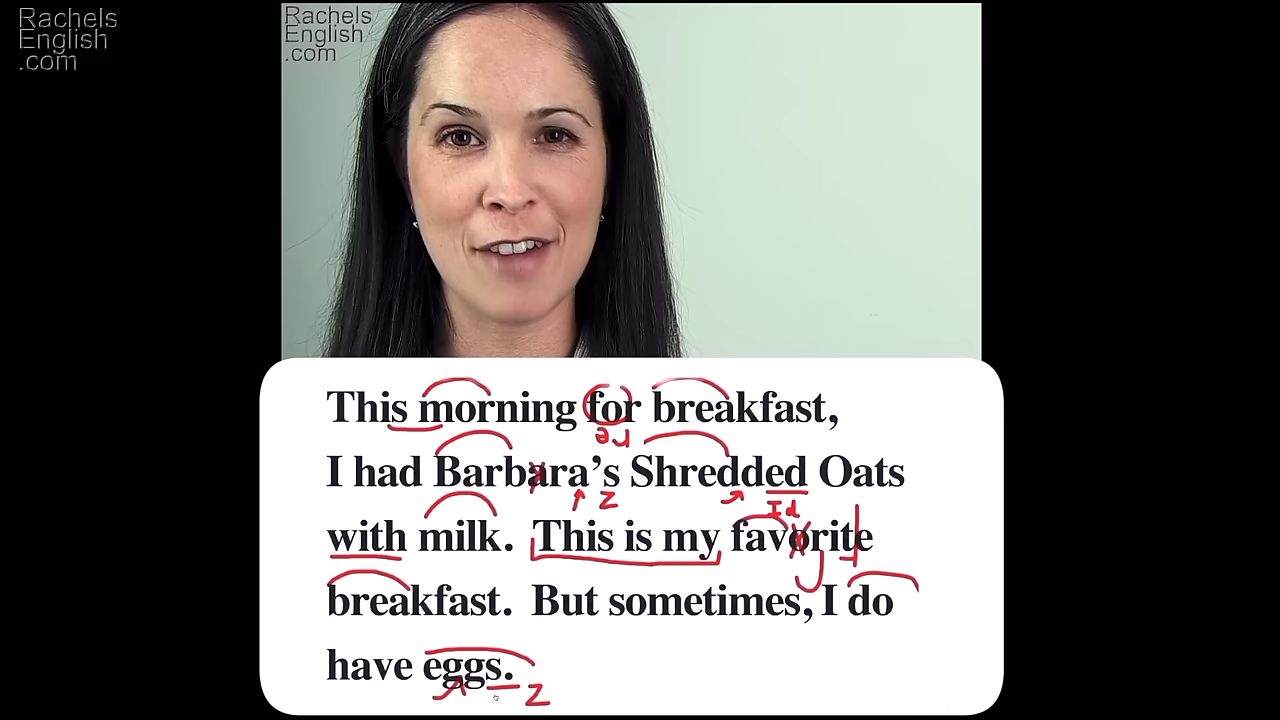 Rachels
English
.com
Rachels
English
.com
This morning for breakfast,
I had Barbara's Shredded Oats
with milk. This is my favorite
breakfast. But sometimes, I do
have eggs.
z
Id
z